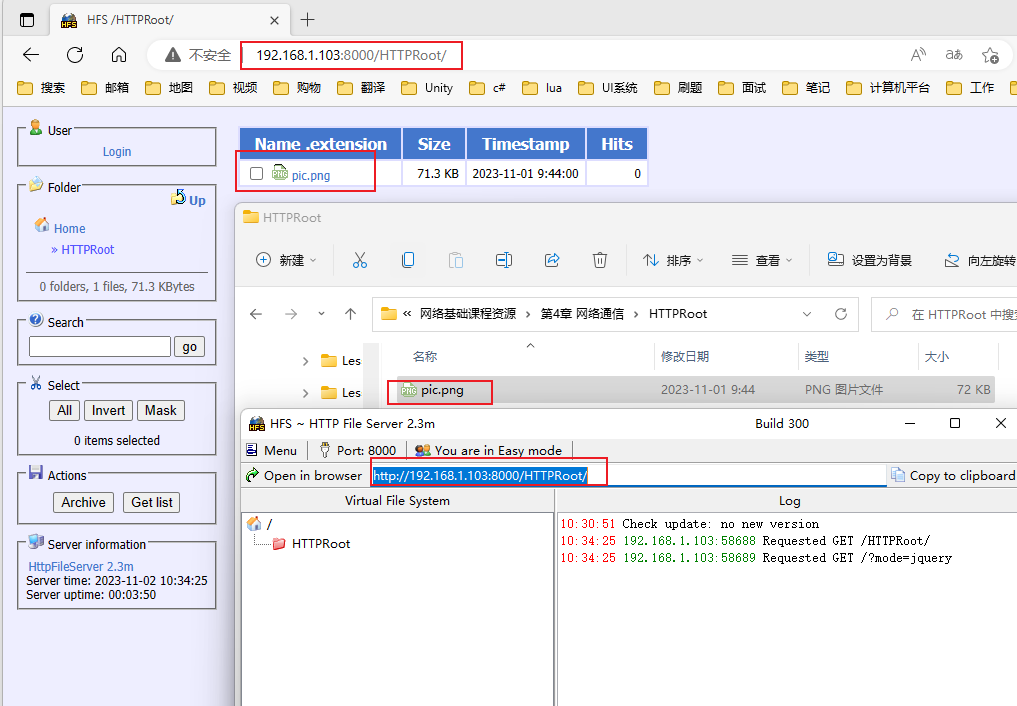 HFS /HTTPRoot/
不安全
192.168.1.103:8000/HTTPRoot/
搜索 邮箱 地图 视频 购物 翻译 Unity c# lua UI系统 刷题 面试 笔记 计算机平台 工作
User
Login
Folder
Up
Home
» HTTPRoot
0 folders, 1 files, 71.3 KBytes
Search
go
Select
All Invert Mask
0 items selected
Actions
Archive Get list
Server information
HttpFileServer 2.3m
Server time: 2023-11-02 10:34:25
Server uptime: 00:03:50
Name .extension Size Timestamp Hits
pic.png 71.3 KB 2023-11-01 9:44:00 0
HTTPRoot
新建 排序 查看 设置为背景 向左旋转
« 网络基础课程资源 › 第4章 网络通信 › HTTPRoot
在 HTTPRoot 中搜
名称 修改日期 类型 大小
Les
Les
pic.png 2023-11-01 9:44 PNG 图片文件 72 KB
HFS ~ HTTP File Server 2.3m Build 300
Menu Port: 8000 You are in Easy mode
Open in browser http://192.168.1.103:8000/HTTPRoot/ Copy to clipboard
Virtual File System
/
HTTPRoot
Log
10:30:51 Check update: no new version
10:34:25 192.168.1.103:58688 Requested GET /HTTPRoot/
10:34:25 192.168.1.103:58689 Requested GET /?mode=jquery